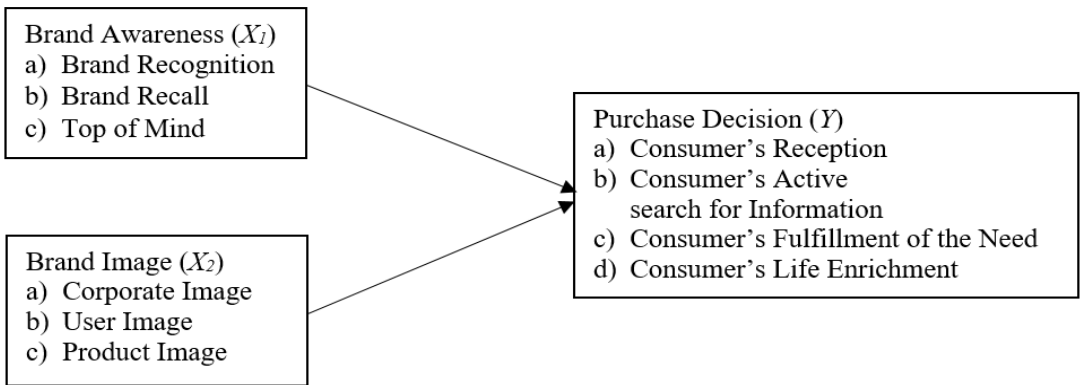 Brand Awareness (X1)
a) Brand Recognition
b) Brand Recall
c) Top of Mind
Brand Image (X2)
a) Corporate Image
b) User Image
c) Product Image
Purchase Decision (Y)
a) Consumer’s Reception
b) Consumer’s Active
search for Information
c) Consumer’s Fulfillment of the Need
d) Consumer’s Life Enrichment